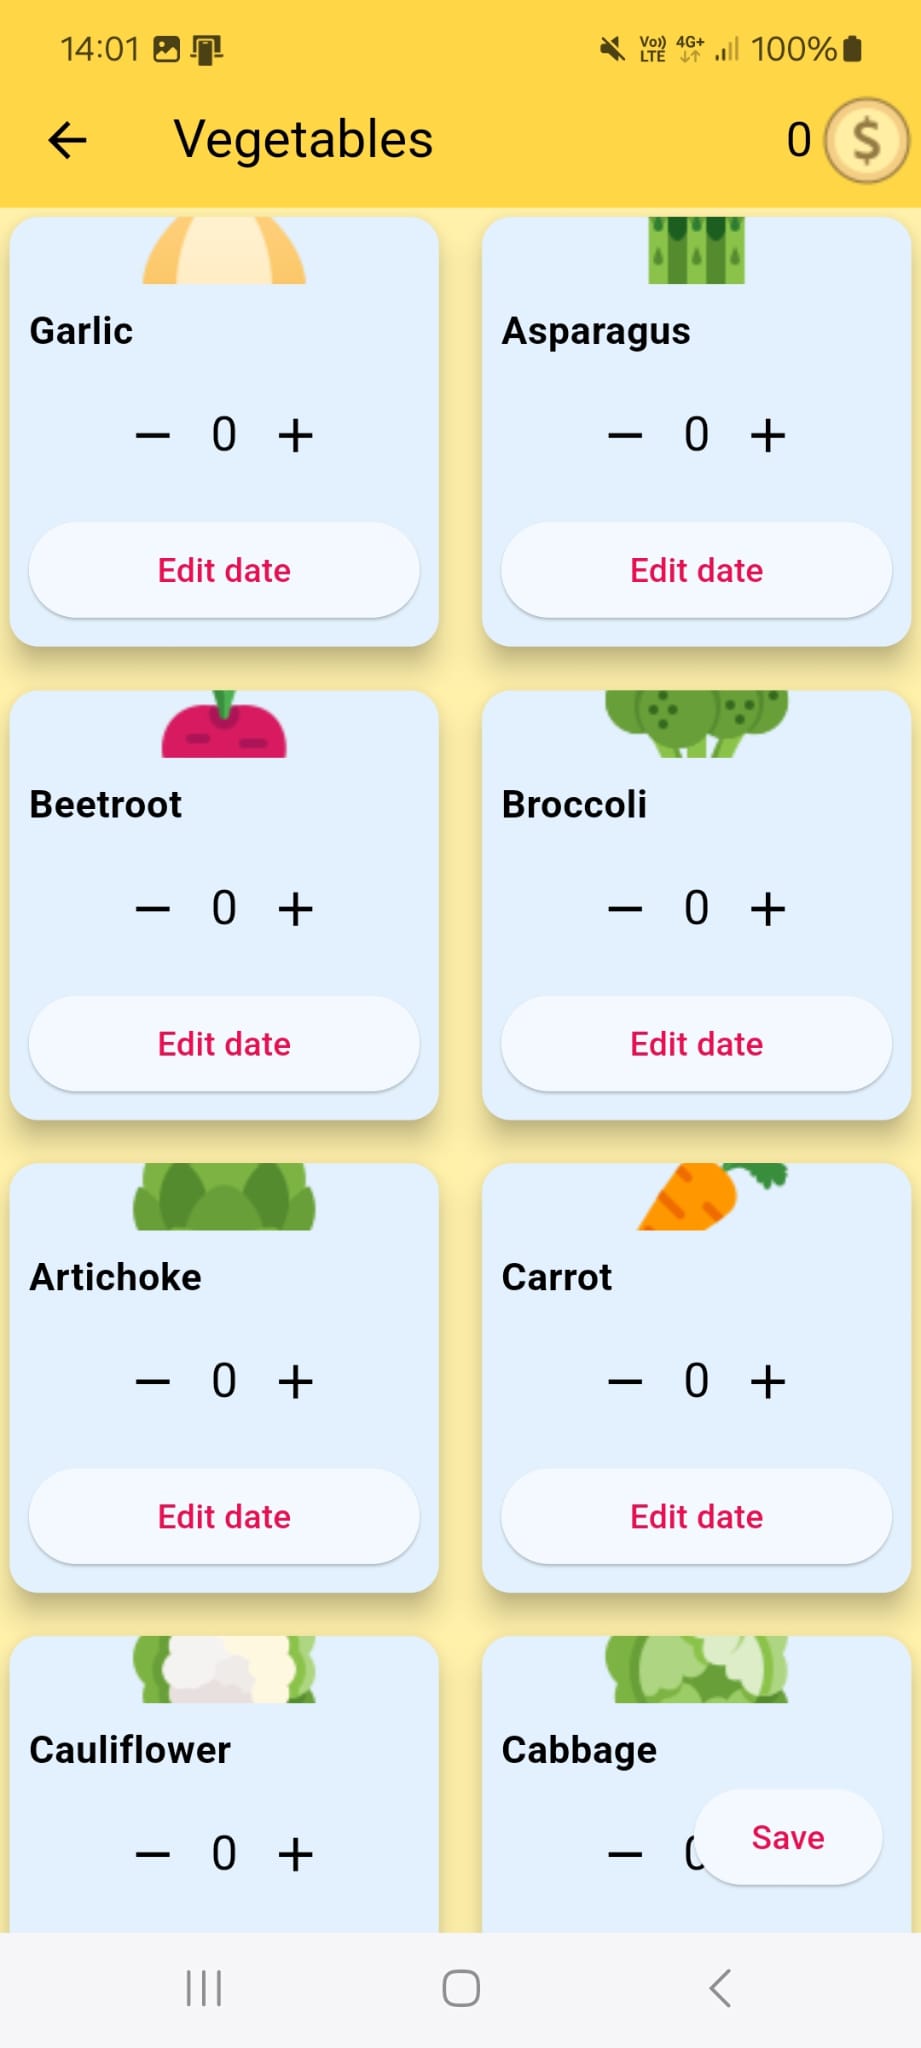 14:01 Vo)) LTE 4G+ 100%
Vegetables 0 $
Garlic Asparagus
− 0 + − 0 +
Edit date Edit date
Beetroot Broccoli
− 0 + − 0 +
Edit date Edit date
Artichoke Carrot
− 0 + − 0 +
Edit date Edit date
Cauliflower Cabbage
− 0 + − 0
Save